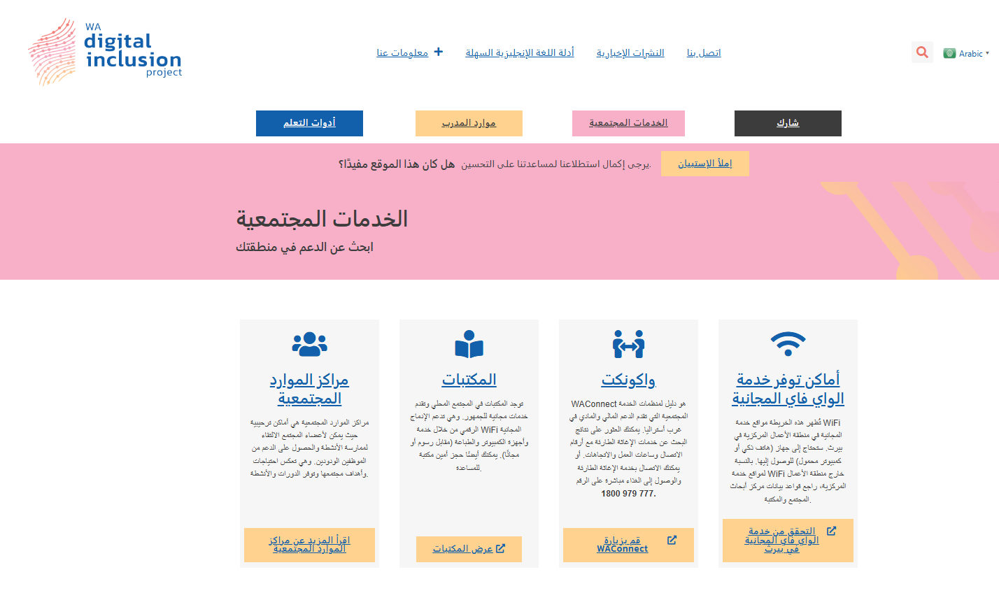 WA
digital
inclusion
project
معلومات عنا
أدلة اللغة الإنجليزية السهلة
النشرات الإخبارية
اتصل بنا
Arabic
أدوات التعلم
موارد المدرب
الخدمات المجتمعية
شارك
هل كان هذا الموقع مفيدًا؟ يرجى إكمال استطلاعنا لمساعدتنا على التحسين.
إملأ الإستبيان
الخدمات المجتمعية
ابحث عن الدعم في منطقتك
مراكز الموارد
المجتمعية
مراكز الموارد المجتمعية هي أماكن ترحيبية
حيث يمكن لأعضاء المجتمع الالتقاء
لممارسة الأنشطة والحصول على الدعم من
الموظفين الودودين. وهي تعكس احتياجات
وأهداف مجتمعها وتوفر الدورات والأنشطة.
اقرأ المزيد عن مراكز
الموارد المجتمعية
المكتبات
توجد المكتبات في المجتمع المحلي وتقدم
خدمات مجانية للجمهور. وهي تدعم الإدماج
الرقمي من خلال خدمة WiFi المجانية
وأجهزة الكمبيوتر والطباعة (مقابل رسوم أو
مجانًا). يمكنك أيضًا حجز أمين مكتبة
للمساعدة.
عرض المكتبات
واكونكت
WAConnect هو دليل لمنظمات الخدمة
المجتمعية التي تقدم الدعم المالي والمادي في
غرب أستراليا. يمكنك العثور على نتائج
البحث عن خدمات الإغاثة الطارئة مع أرقام
الاتصال وساعات العمل والاتجاهات. أو
يمكنك الاتصال بخدمة الإغاثة الطارئة
والوصول إلى الغذاء مباشرة على الرقم
1800 979 777.
قم بزيارة
WAConnect
أماكن توفر خدمة
الواي فاي المجانية
تُظهر هذه الخريطة مواقع خدمة WiFi
المجانية في منطقة الأعمال المركزية في
بيرث. ستحتاج إلى جهاز (هاتف ذكي أو
كمبيوتر محمول) للوصول إليها. بالنسبة
لمواقع خدمة WiFi خارج منطقة الأعمال
المركزية، راجع قواعد بيانات مركز أبحاث
المجتمع والمكتبة.
التحقق من خدمة
الواي فاي المجانية
في بيرث